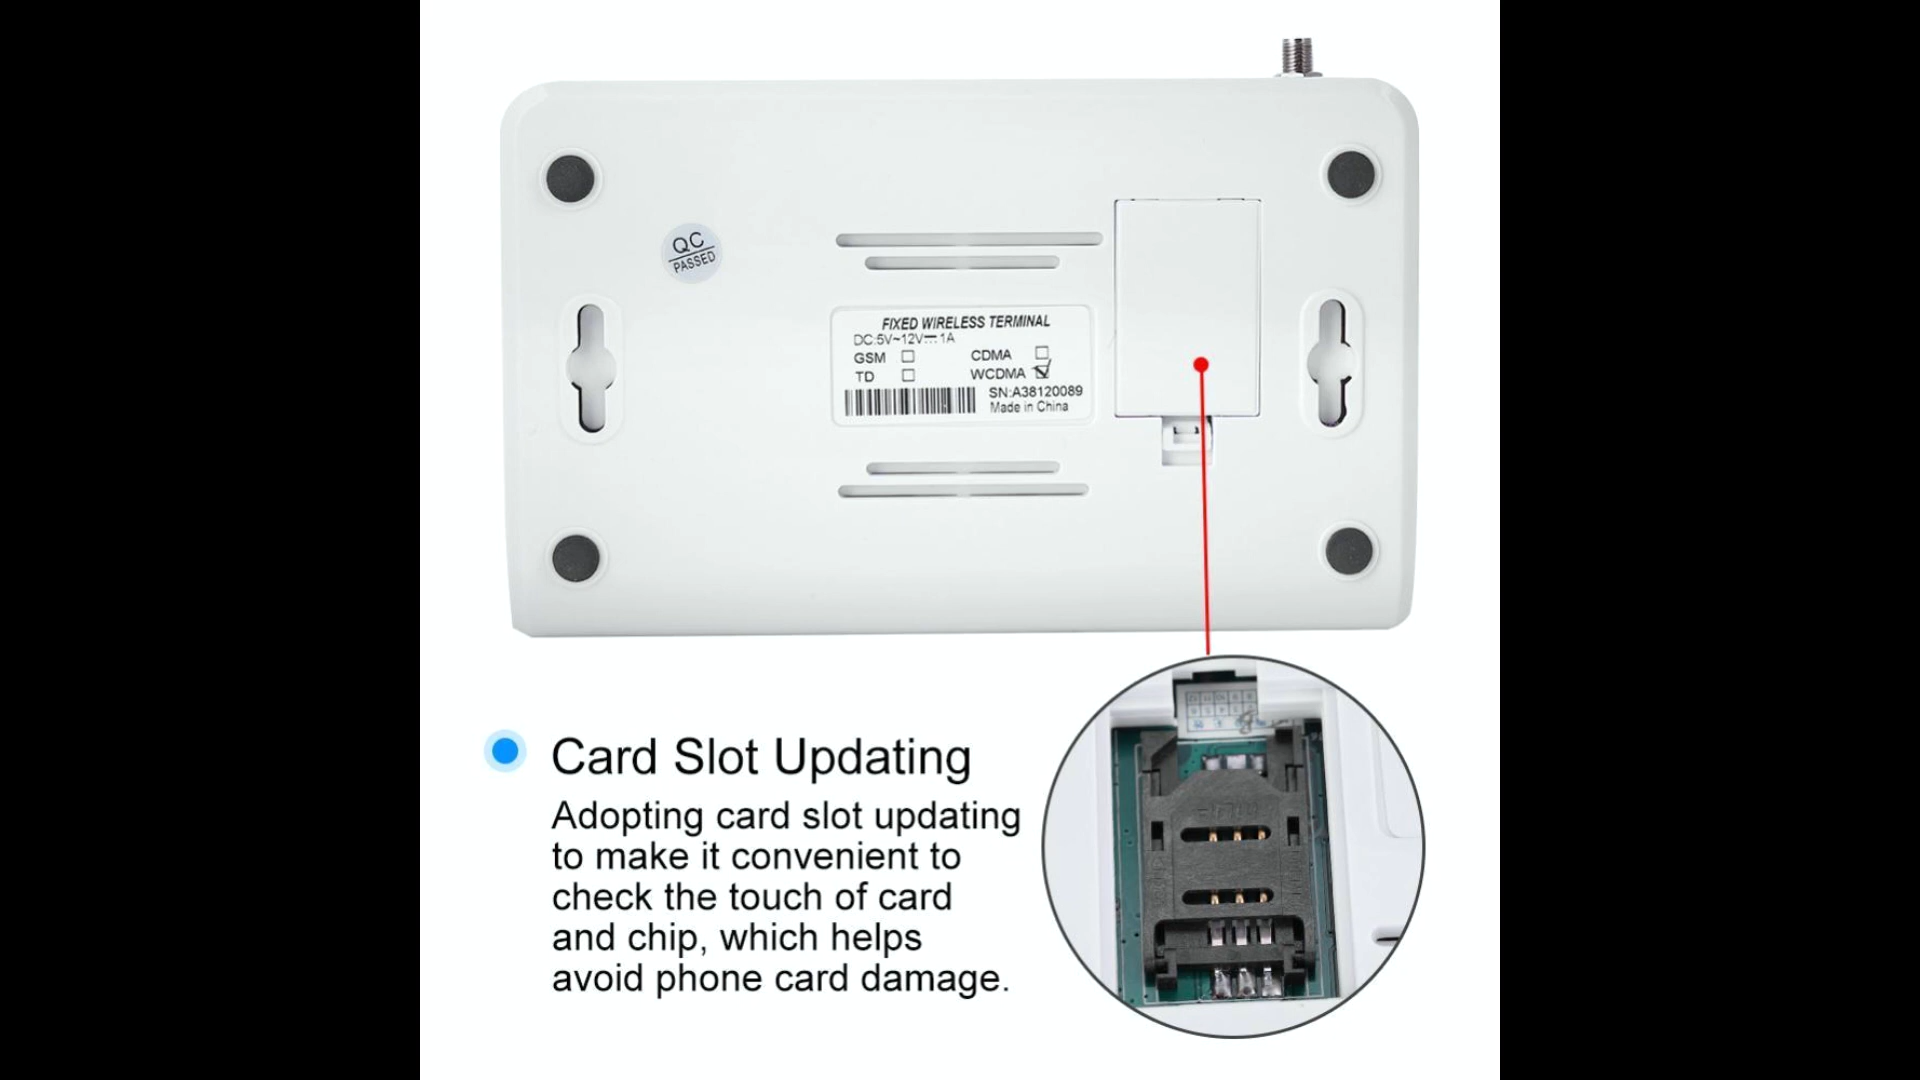 QC
PASSED
FIXED WIRELESS TERMINAL
DC:5V~12V⎓1A
GSM ☐ CDMA ☐
TD ☐ WCDMA ☑
SN:A38120089
Made in China
Card Slot Updating
Adopting card slot updating
to make it convenient to
check the touch of card
and chip, which helps
avoid phone card damage.